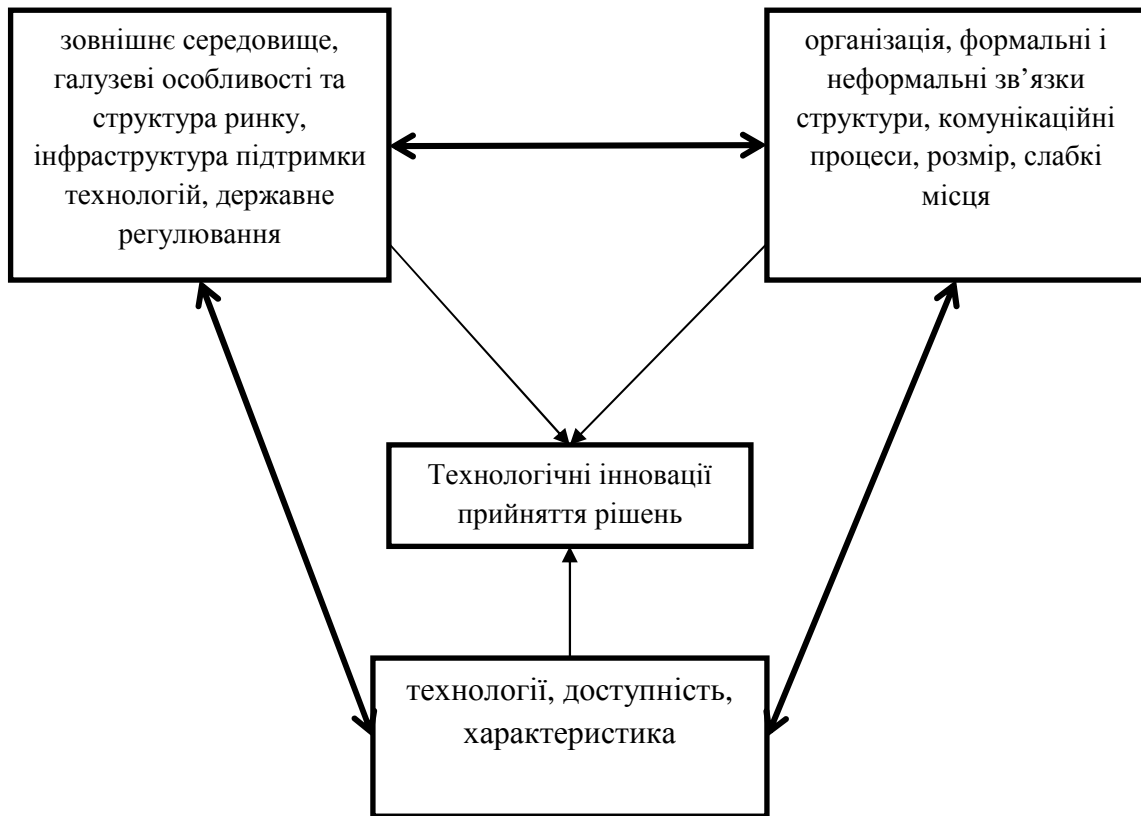 зовнішнє середовище,
галузеві особливості та
структура ринку,
інфраструктура підтримки
технологій, державне
регулювання
організація, формальні і
неформальні зв’язки
структури, комунікаційні
процеси, розмір, слабкі
місця
Технологічні інновації
прийняття рішень
технології, доступність,
характеристика